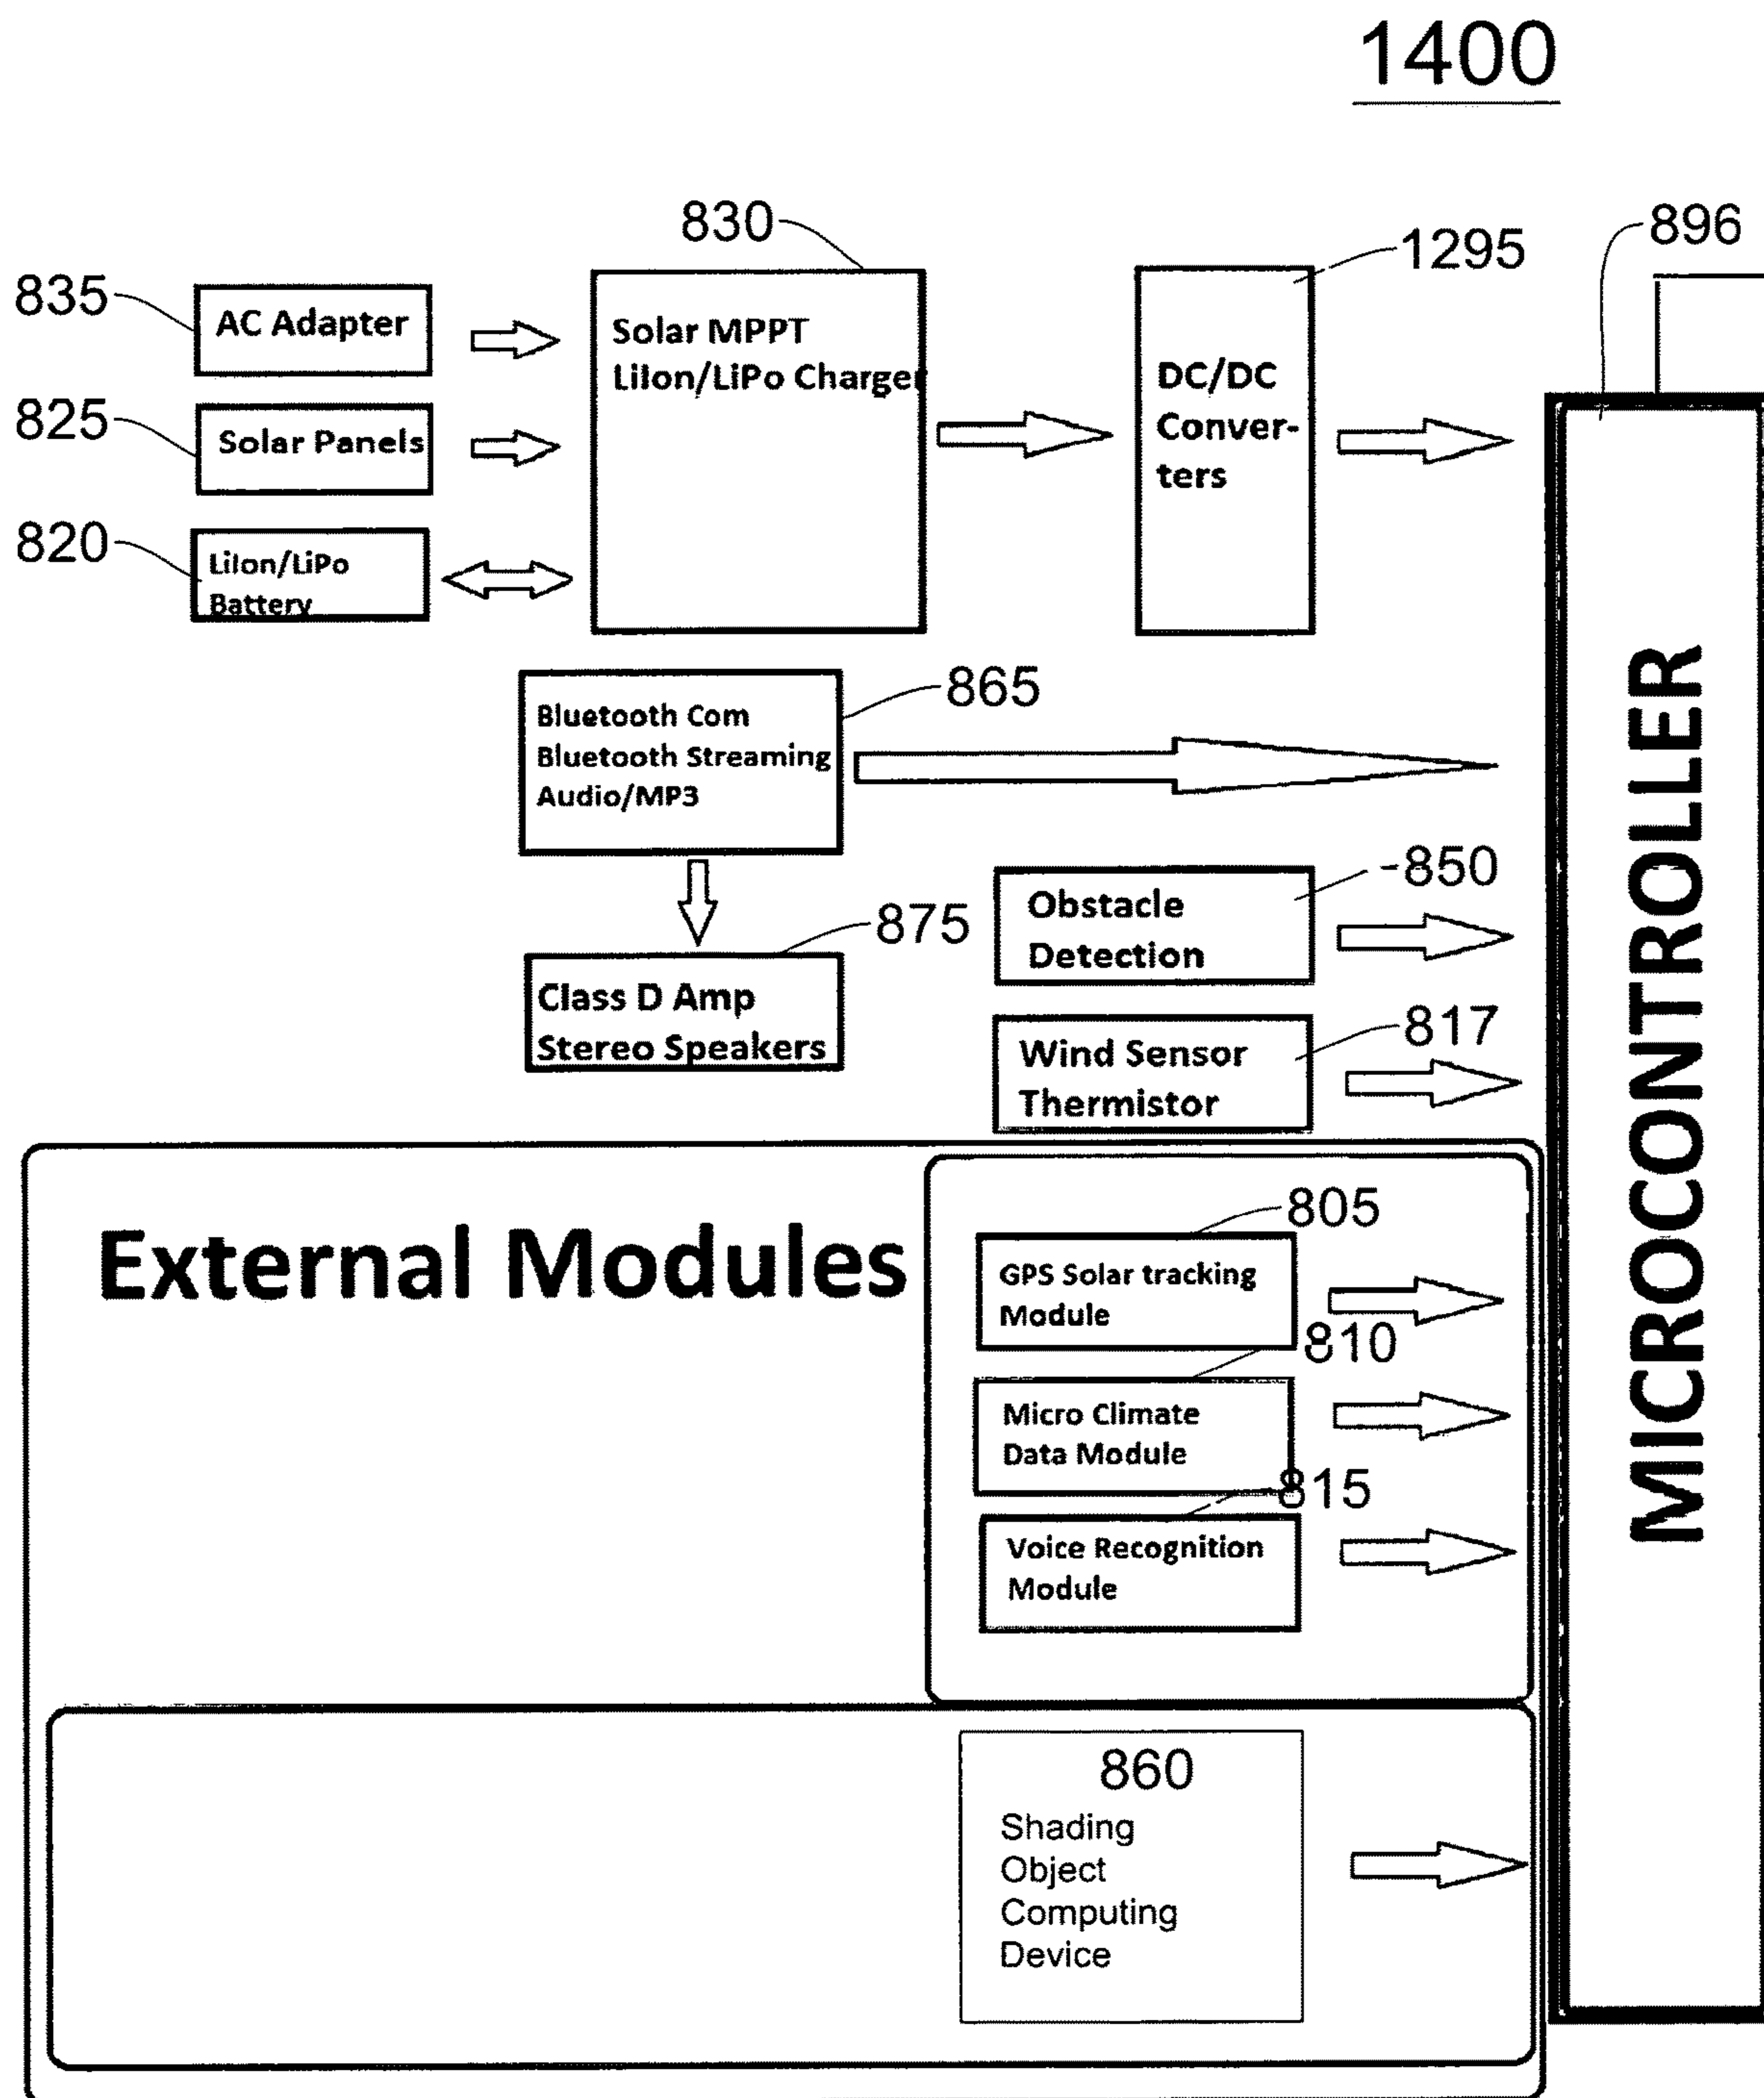 1400
830
896
1295
835
AC Adapter
Solar MPPT
LiIon/LiPo Charger
DC/DC
Conver-
ters
825
Solar Panels
820
LiIon/LiPo
Battery
865
Bluetooth Com
Bluetooth Streaming
Audio/MP3
850
Obstacle
Detection
875
Class D Amp
Stereo Speakers
817
Wind Sensor
Thermistor
MICROCONTROLLER
External Modules
805
GPS Solar tracking
Module
810
Micro Climate
Data Module
815
Voice Recognition
Module
860
Shading
Object
Computing
Device